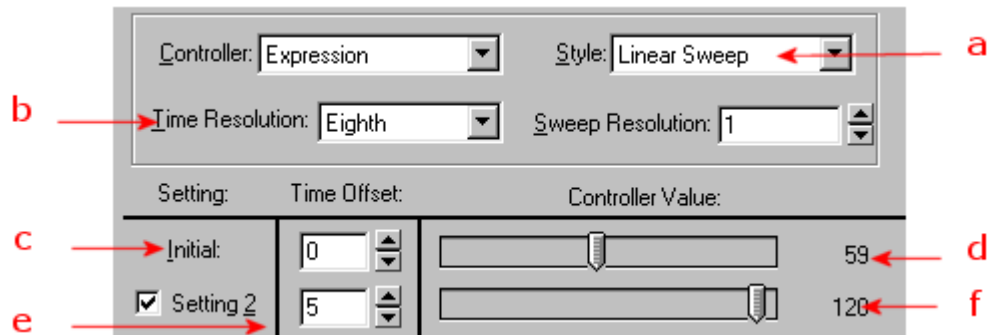 Controller: Expression Style: Linear Sweep a
b Time Resolution: Eighth Sweep Resolution: 1
Setting: Time Offset: Controller Value:
c Initial: 0 59 d
Setting 2 5 120 f
e